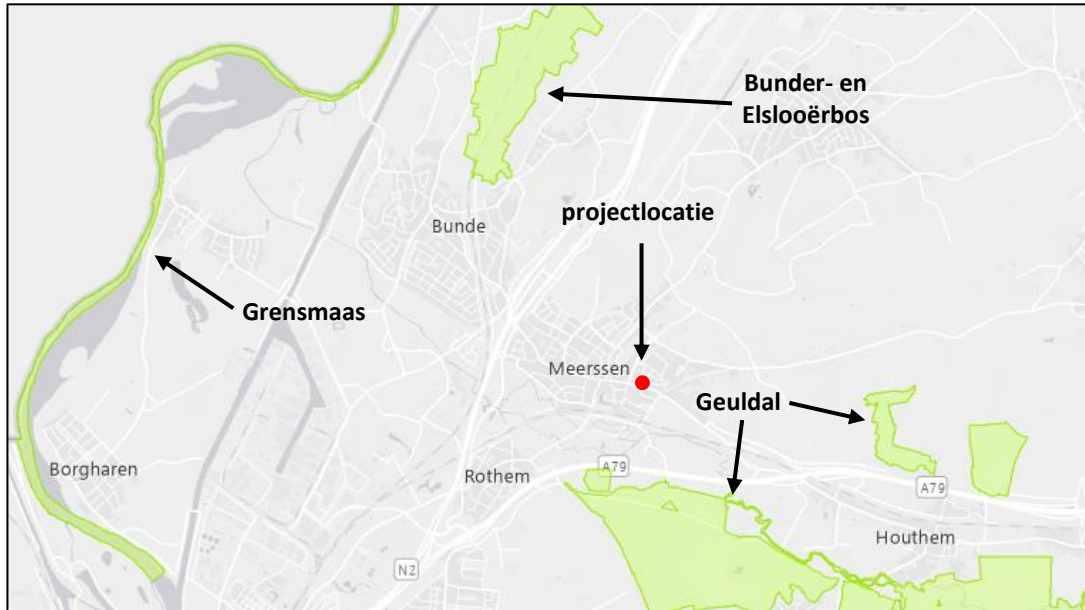 Bunder- en
Elslooërbos
projectlocatie
Bunde
Grensmaas
Meerssen
Geuldal
Borgharen
Rothem
A79
A79
Houthem
N2